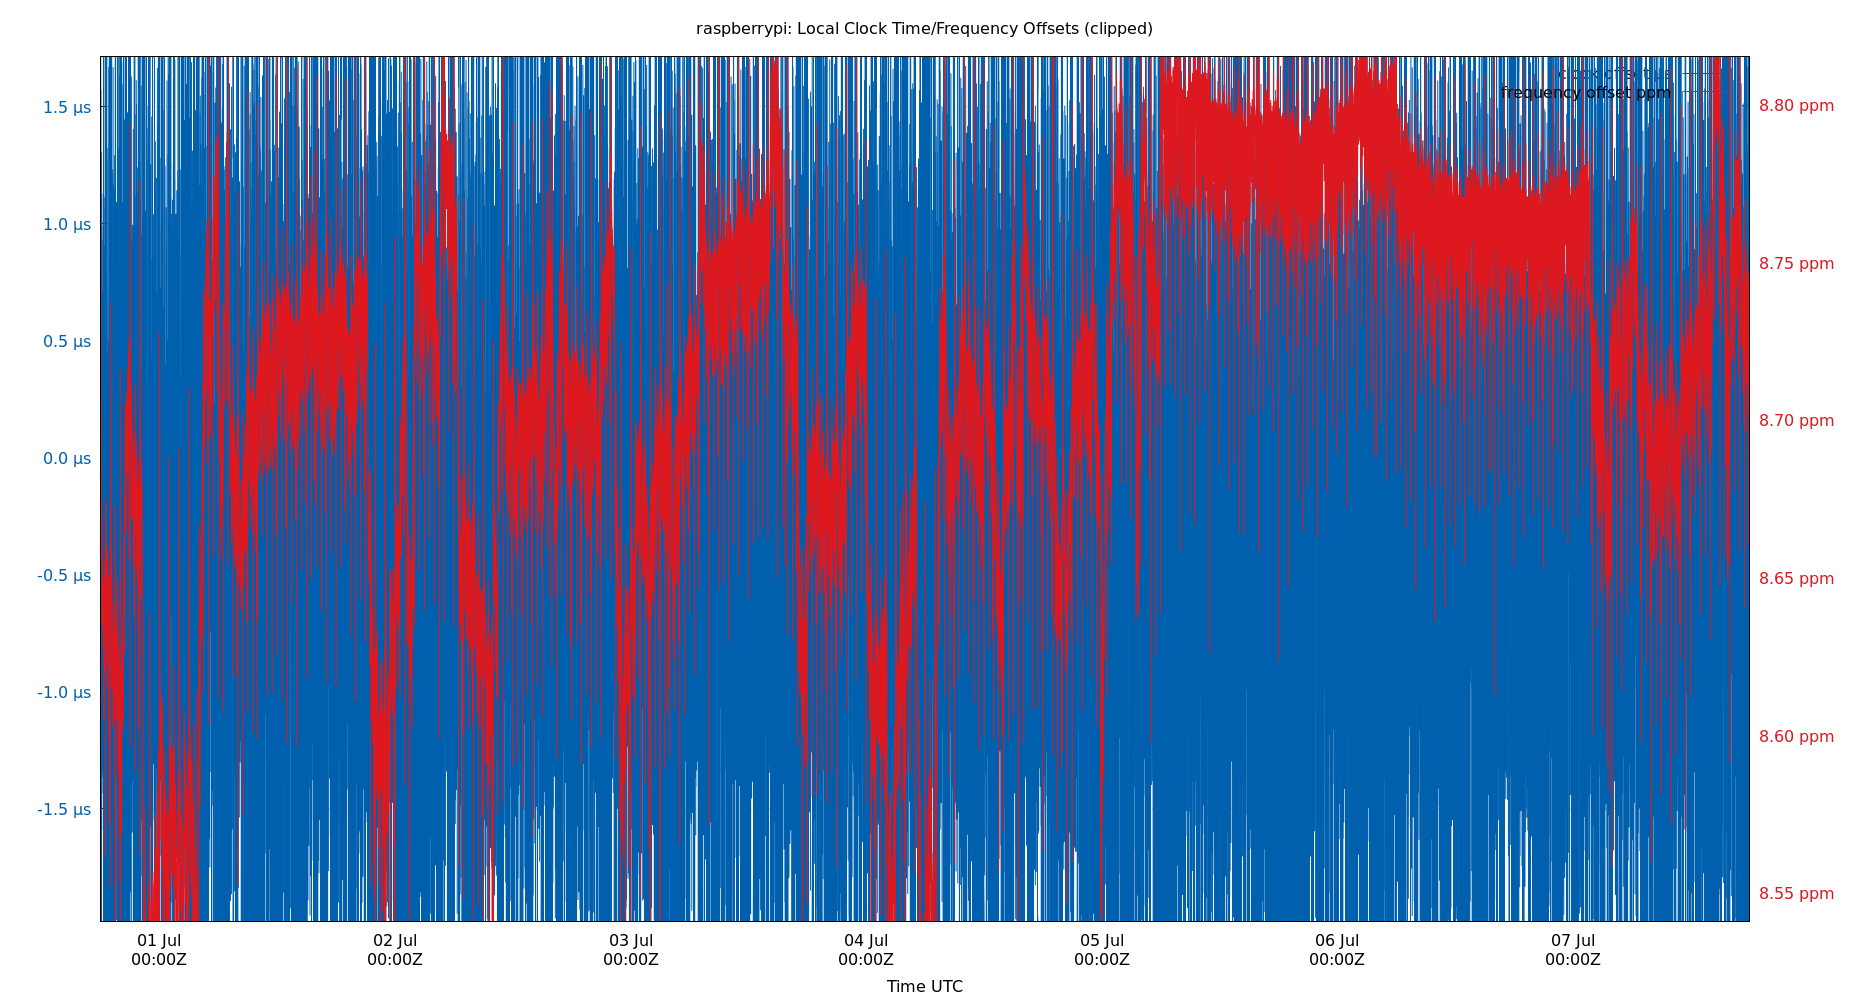 raspberrypi: Local Clock Time/Frequency Offsets (clipped)
clock offset µs
frequency offset ppm
1.5 µs
1.0 µs
0.5 µs
0.0 µs
-0.5 µs
-1.0 µs
-1.5 µs
8.80 ppm
8.75 ppm
8.70 ppm
8.65 ppm
8.60 ppm
8.55 ppm
01 Jul
00:00Z
02 Jul
00:00Z
03 Jul
00:00Z
04 Jul
00:00Z
05 Jul
00:00Z
06 Jul
00:00Z
07 Jul
00:00Z
Time UTC